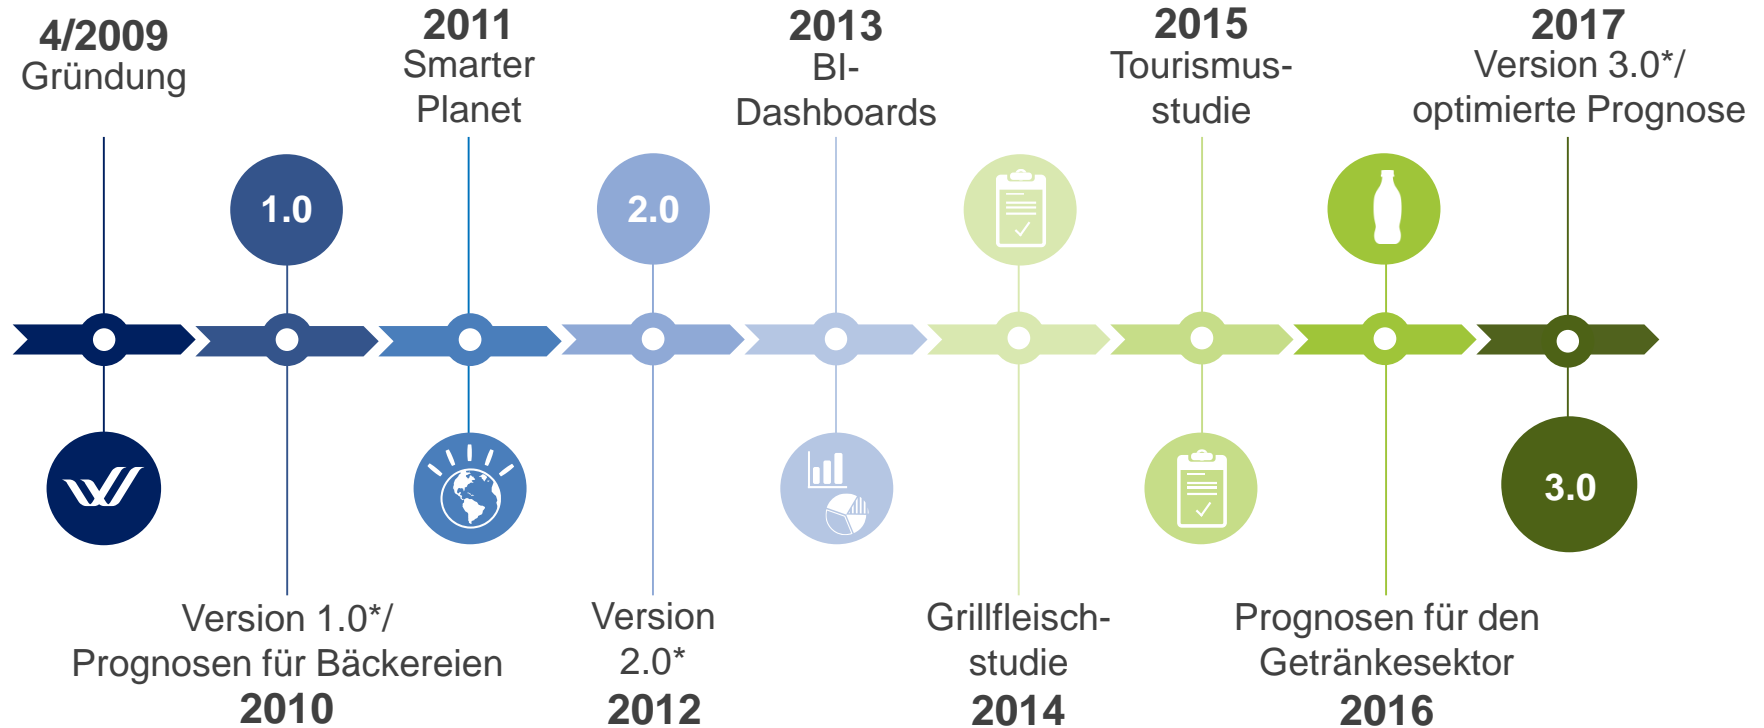 4/2009
Gründung
2011
Smarter
Planet
2013
BI-
Dashboards
2015
Tourismus-
studie
2017
Version 3.0*/
optimierte Prognose
1.0
2.0
3.0
Version 1.0*/
Prognosen für Bäckereien
2010
Version
2.0*
2012
Grillfleisch-
studie
2014
Prognosen für den
Getränkesektor
2016